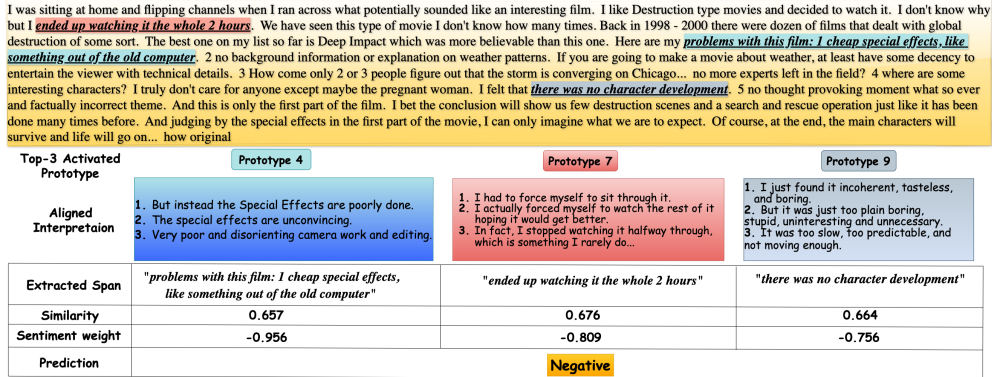 I was sitting at home and flipping channels when I ran across what potentially sounded like an interesting film. I like Destruction type movies and decided to watch it. I don't know why
but I ended up watching it the whole 2 hours. We have seen this type of movie I don't know how many times. Back in 1998 - 2000 there were dozen of films that dealt with global
destruction of some sort. The best one on my list so far is Deep Impact which was more believable than this one. Here are my problems with this film: 1 cheap special effects, like
something out of the old computer. 2 no background information or explanation on weather patterns. If you are going to make a movie about weather, at least have some decency to
entertain the viewer with technical details. 3 How come only 2 or 3 people figure out that the storm is converging on Chicago... no more experts left in the field? 4 where are some
interesting characters? I truly don't care for anyone except maybe the pregnant woman. I felt that there was no character development. 5 no thought provoking moment what so ever
and factually incorrect theme. And this is only the first part of the film. I bet the conclusion will show us few destruction scenes and a search and rescue operation just like it has been
done many times before. And judging by the special effects in the first part of the movie, I can only imagine what we are to expect. Of course, at the end, the main characters will
survive and life will go on... how original
Top-3 Activated
Prototype
Prototype 4
Prototype 7
Prototype 9
Aligned
Interpretaion
1. But instead the Special Effects are poorly done.
2. The special effects are unconvincing.
3. Very poor and disorienting camera work and editing.
1. I had to force myself to sit through it.
2. I actually forced myself to watch the rest of it
hoping it would get better.
3. In fact, I stopped watching it halfway through,
which is something I rarely do...
1. I just found it incoherent, tasteless,
and boring.
2. But it was just too plain boring,
stupid, uninteresting and unnecessary.
3. It was too slow, too predictable, and
not moving enough.
Extracted Span
"problems with this film: 1 cheap special effects,
like something out of the old computer"
"ended up watching it the whole 2 hours"
"there was no character development"
Similarity
0.657
0.676
0.664
Sentiment weight
-0.956
-0.809
-0.756
Prediction
Negative